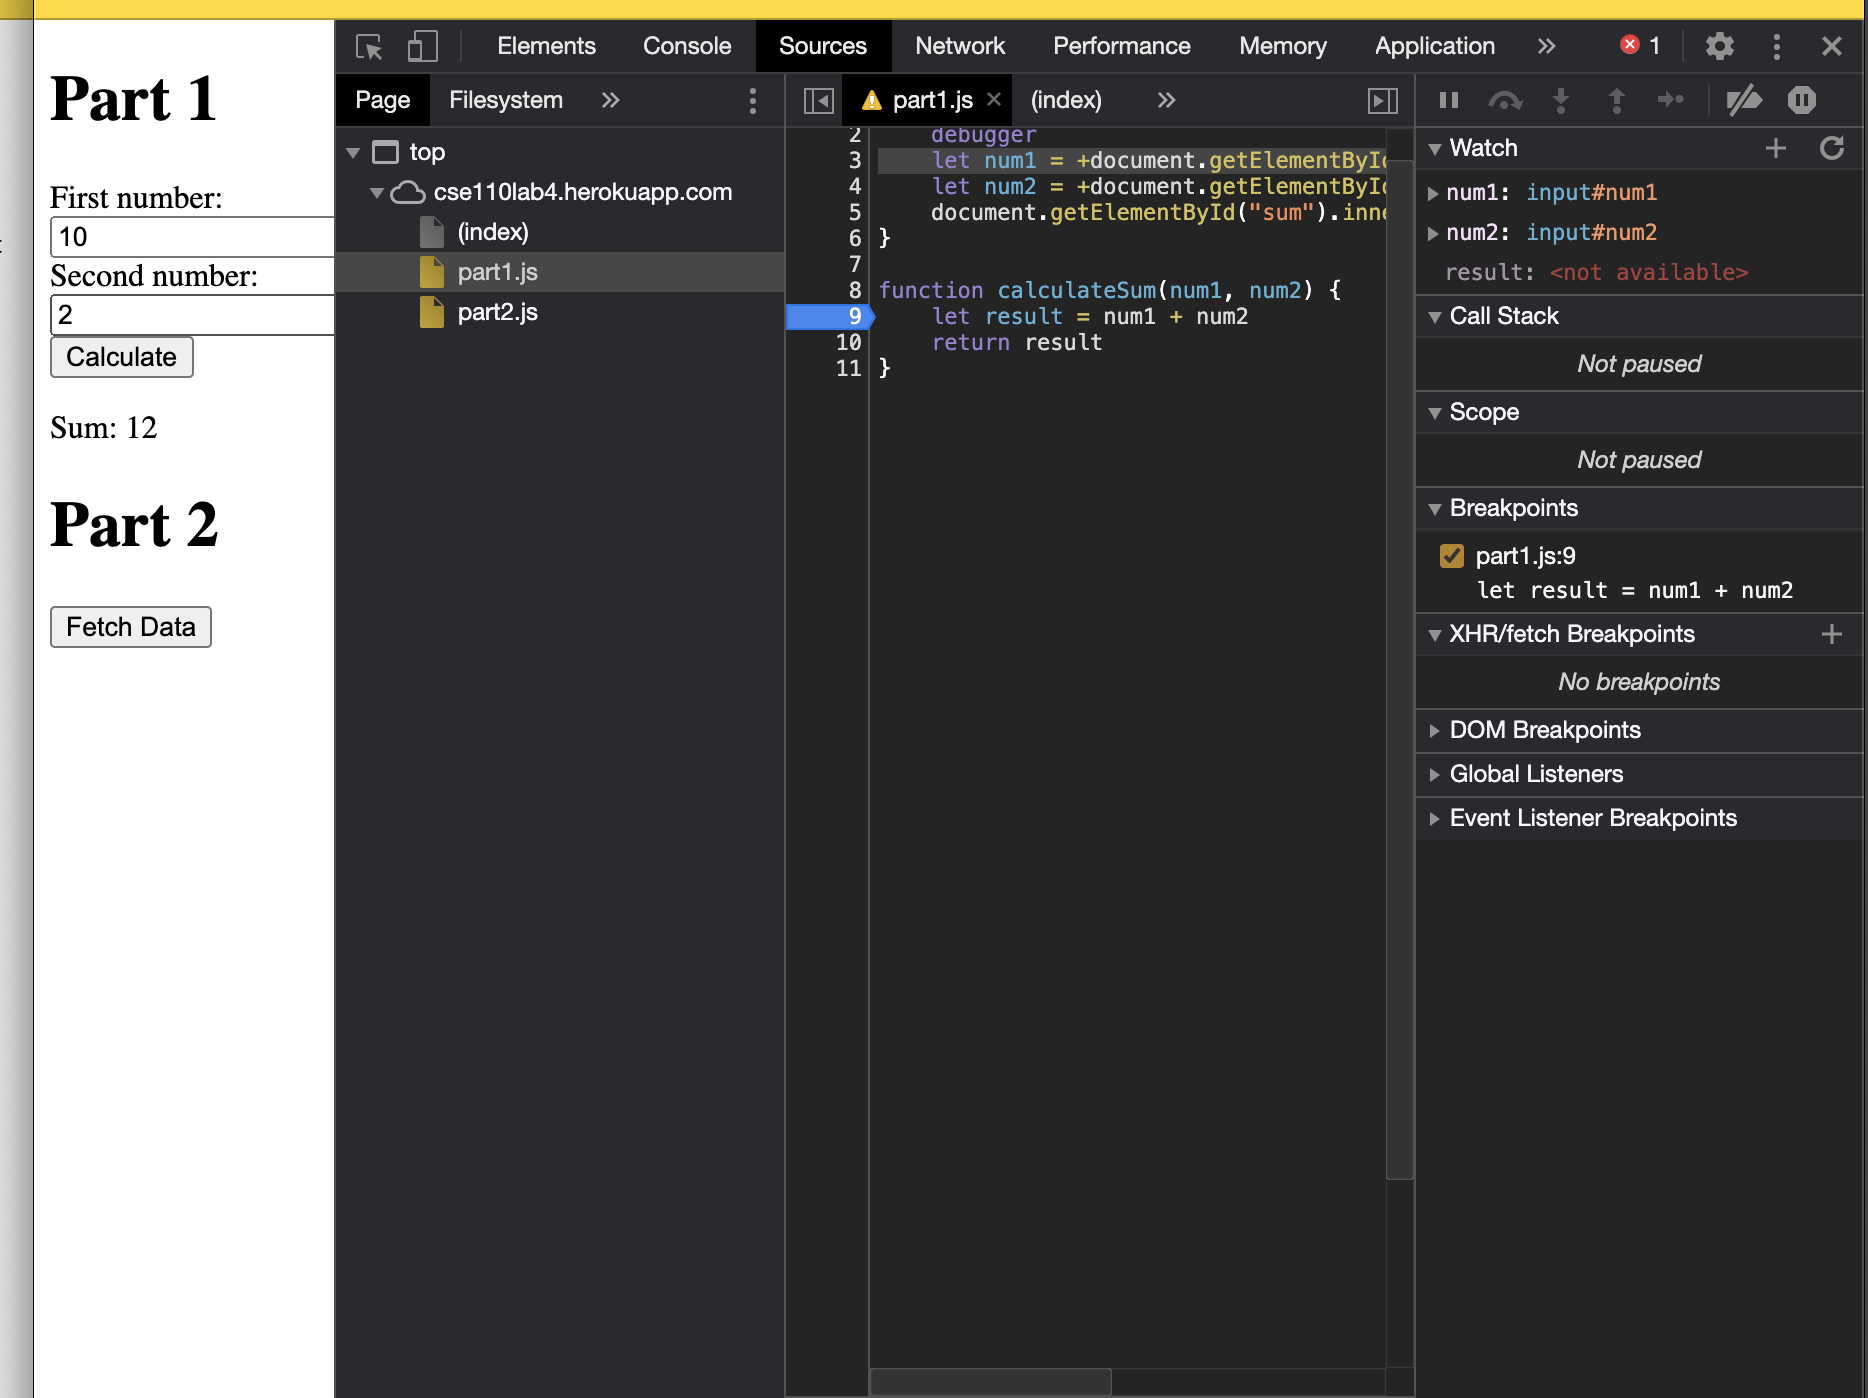 Part 1
First number:
10
Second number:
2
Calculate
Sum: 12
Part 2
Fetch Data
Elements Console Sources Network Performance Memory Application » 1
Page Filesystem »
top
cse110lab4.herokuapp.com
(index)
part1.js
part2.js
part1.js × (index) »
2 debugger
3 let num1 = +document.getElementById
4 let num2 = +document.getElementById
5 document.getElementById("sum").inne
6 }
7
8 function calculateSum(num1, num2) {
9 let result = num1 + num2
10 return result
11 }
Watch
num1: input#num1
num2: input#num2
result: <not available>
Call Stack
Not paused
Scope
Not paused
Breakpoints
part1.js:9
let result = num1 + num2
XHR/fetch Breakpoints
No breakpoints
DOM Breakpoints
Global Listeners
Event Listener Breakpoints